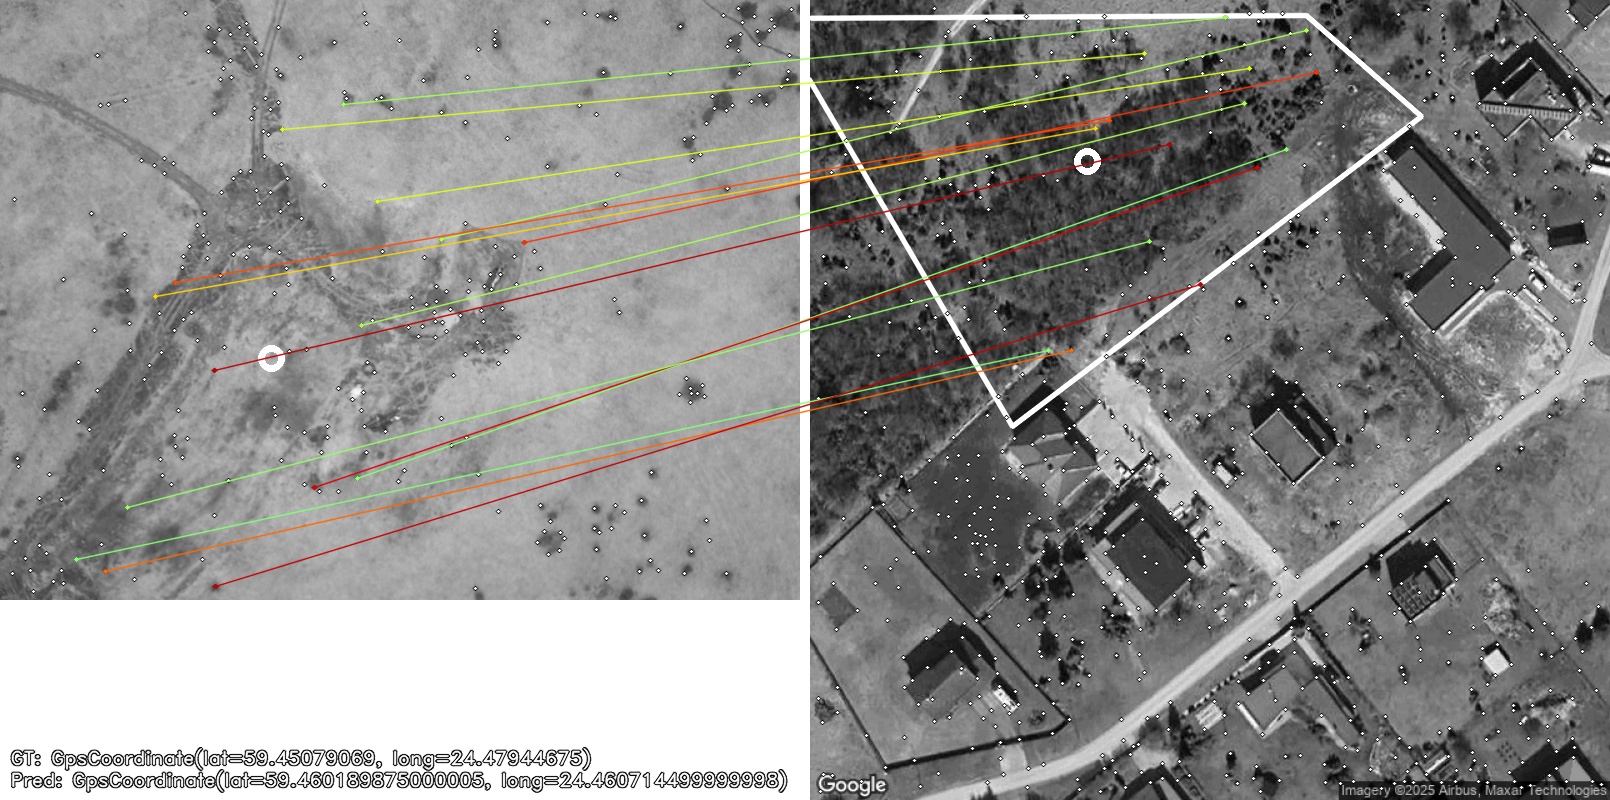 GT: GpsCoordinate(lat=59.45079069, long=24.47944675)
Pred: GpsCoordinate(lat=59.460189875000005, long=24.460714499999998)
Google
Imagery ©2025 Airbus, Maxar Technologies